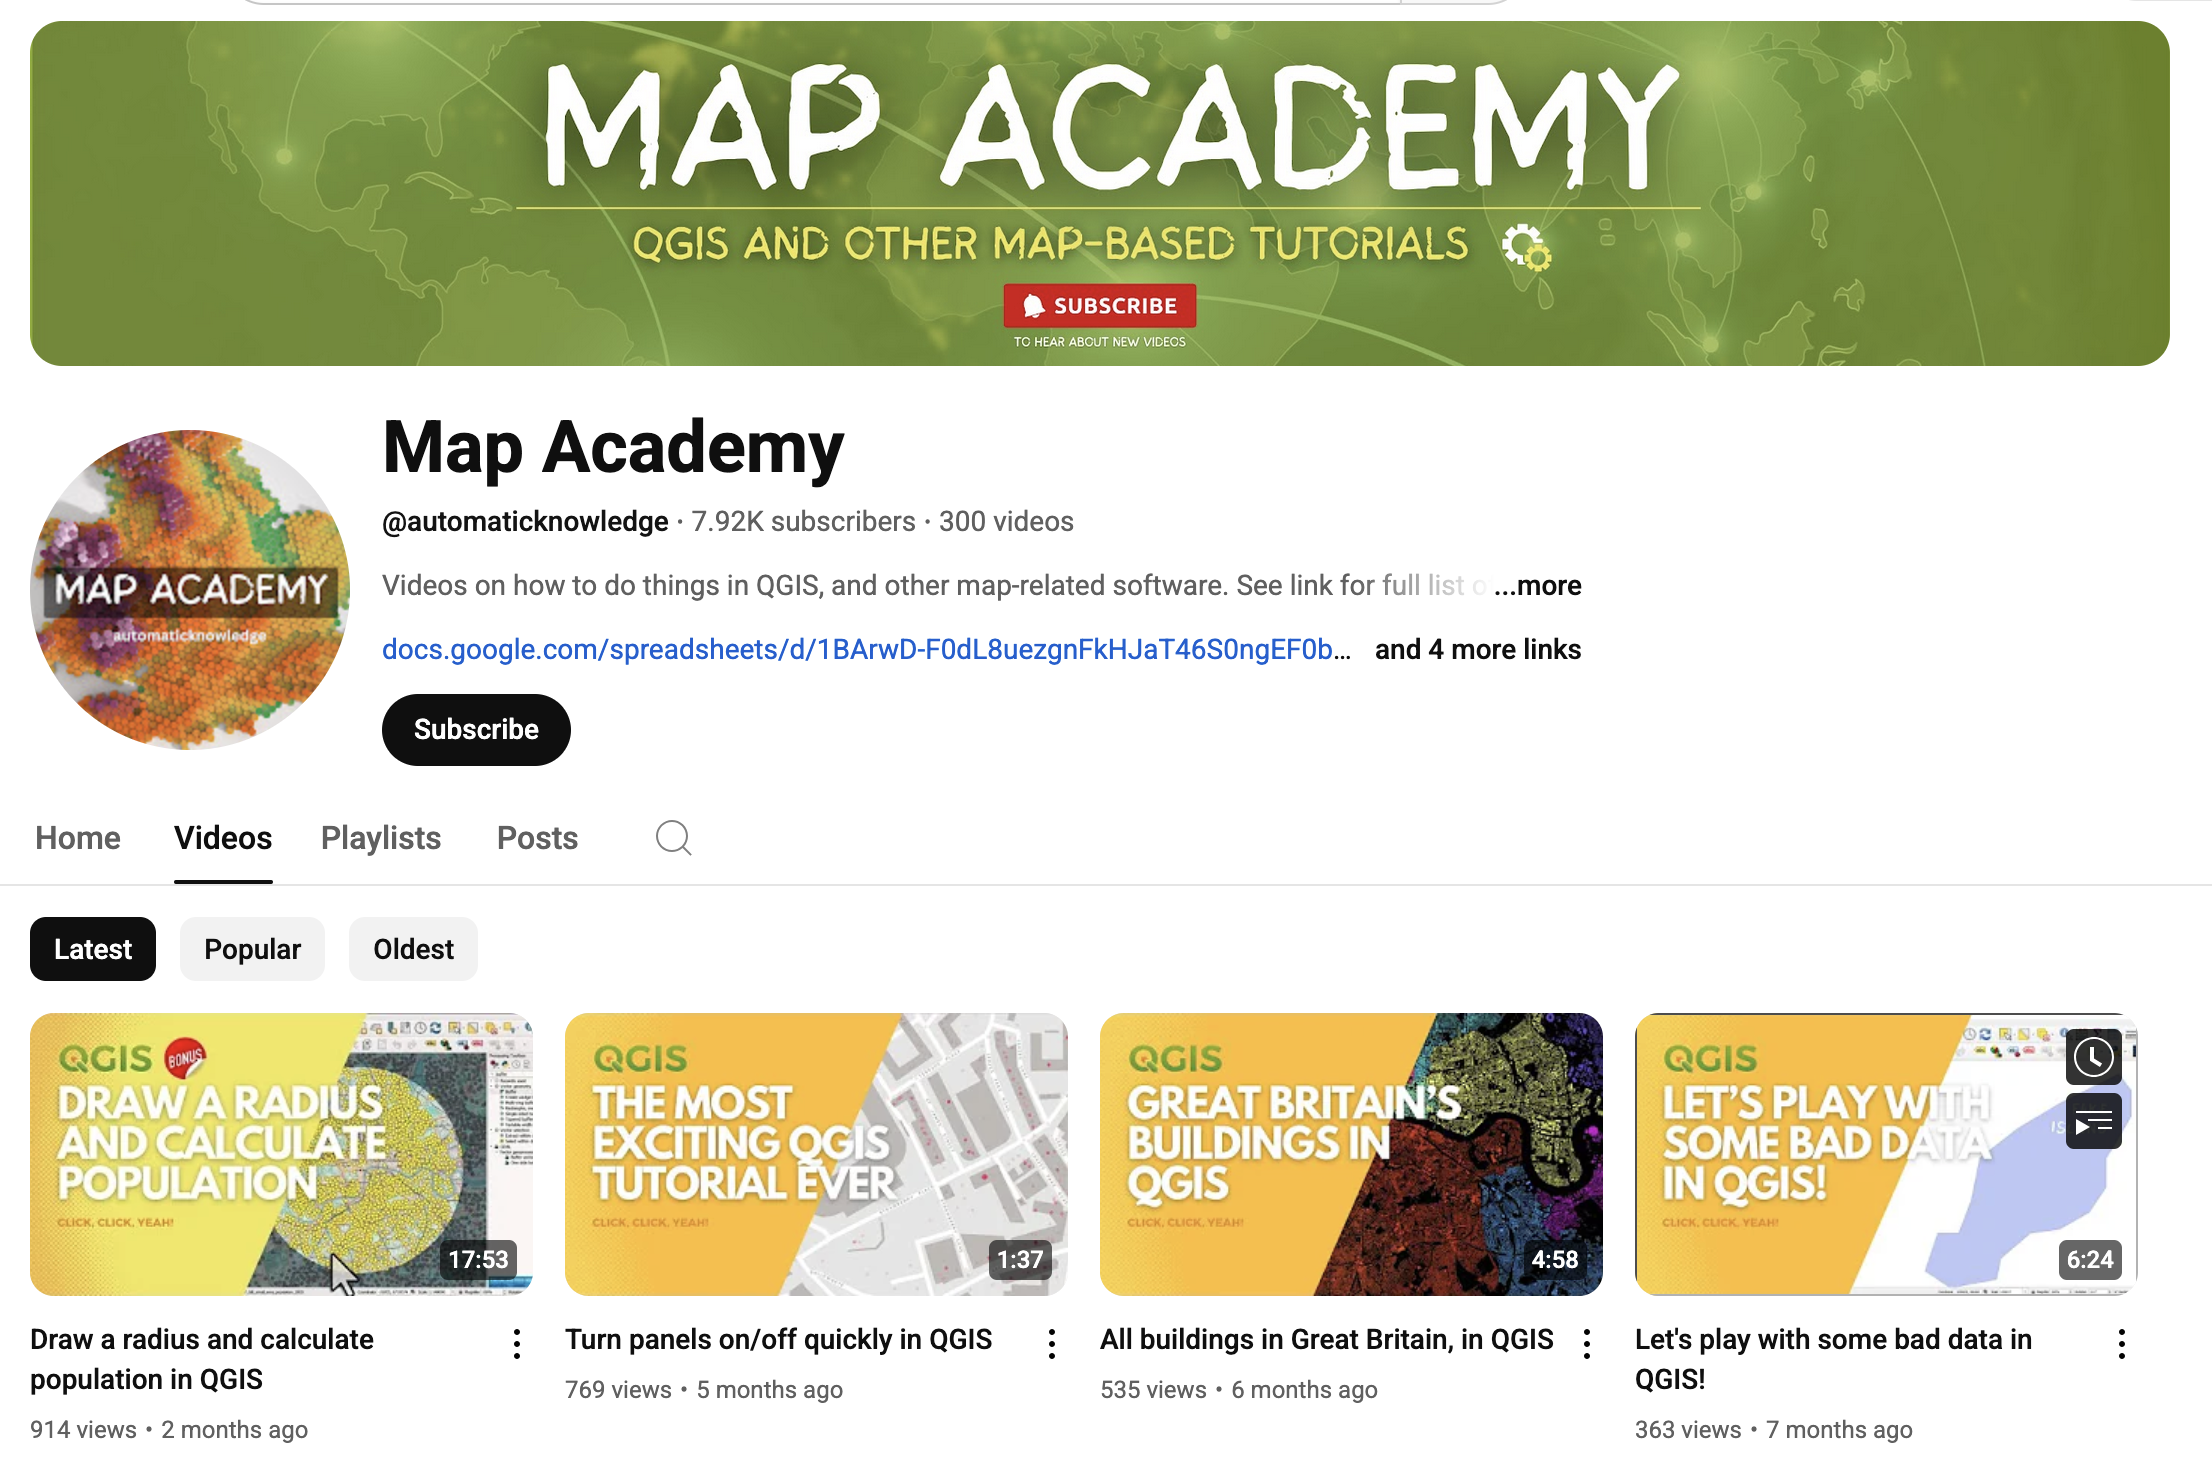 MAP ACADEMY
QGIS AND OTHER MAP-BASED TUTORIALS
SUBSCRIBE
TO HEAR ABOUT NEW VIDEOS
MAP ACADEMY
automaticknowledge
Map Academy
@automaticknowledge · 7.92K subscribers · 300 videos
Videos on how to do things in QGIS, and other map-related software. See link for full list o ...more
docs.google.com/spreadsheets/d/1BArwD-F0dL8uezgnFkHJaT46S0ngEF0b... and 4 more links
Subscribe
Home Videos Playlists Posts
Latest Popular Oldest
QGIS BONUS
DRAW A RADIUS
AND CALCULATE
POPULATION
CLICK, CLICK, YEAH!
17:53
QGIS
THE MOST
EXCITING QGIS
TUTORIAL EVER
CLICK, CLICK, YEAH!
1:37
QGIS
GREAT BRITAIN'S
BUILDINGS IN
QGIS
CLICK, CLICK, YEAH!
4:58
QGIS
LET'S PLAY WITH
SOME BAD DATA
IN QGIS!
CLICK, CLICK, YEAH!
6:24
Draw a radius and calculate
population in QGIS
914 views • 2 months ago
Turn panels on/off quickly in QGIS
769 views • 5 months ago
All buildings in Great Britain, in QGIS
535 views • 6 months ago
Let's play with some bad data in
QGIS!
363 views • 7 months ago